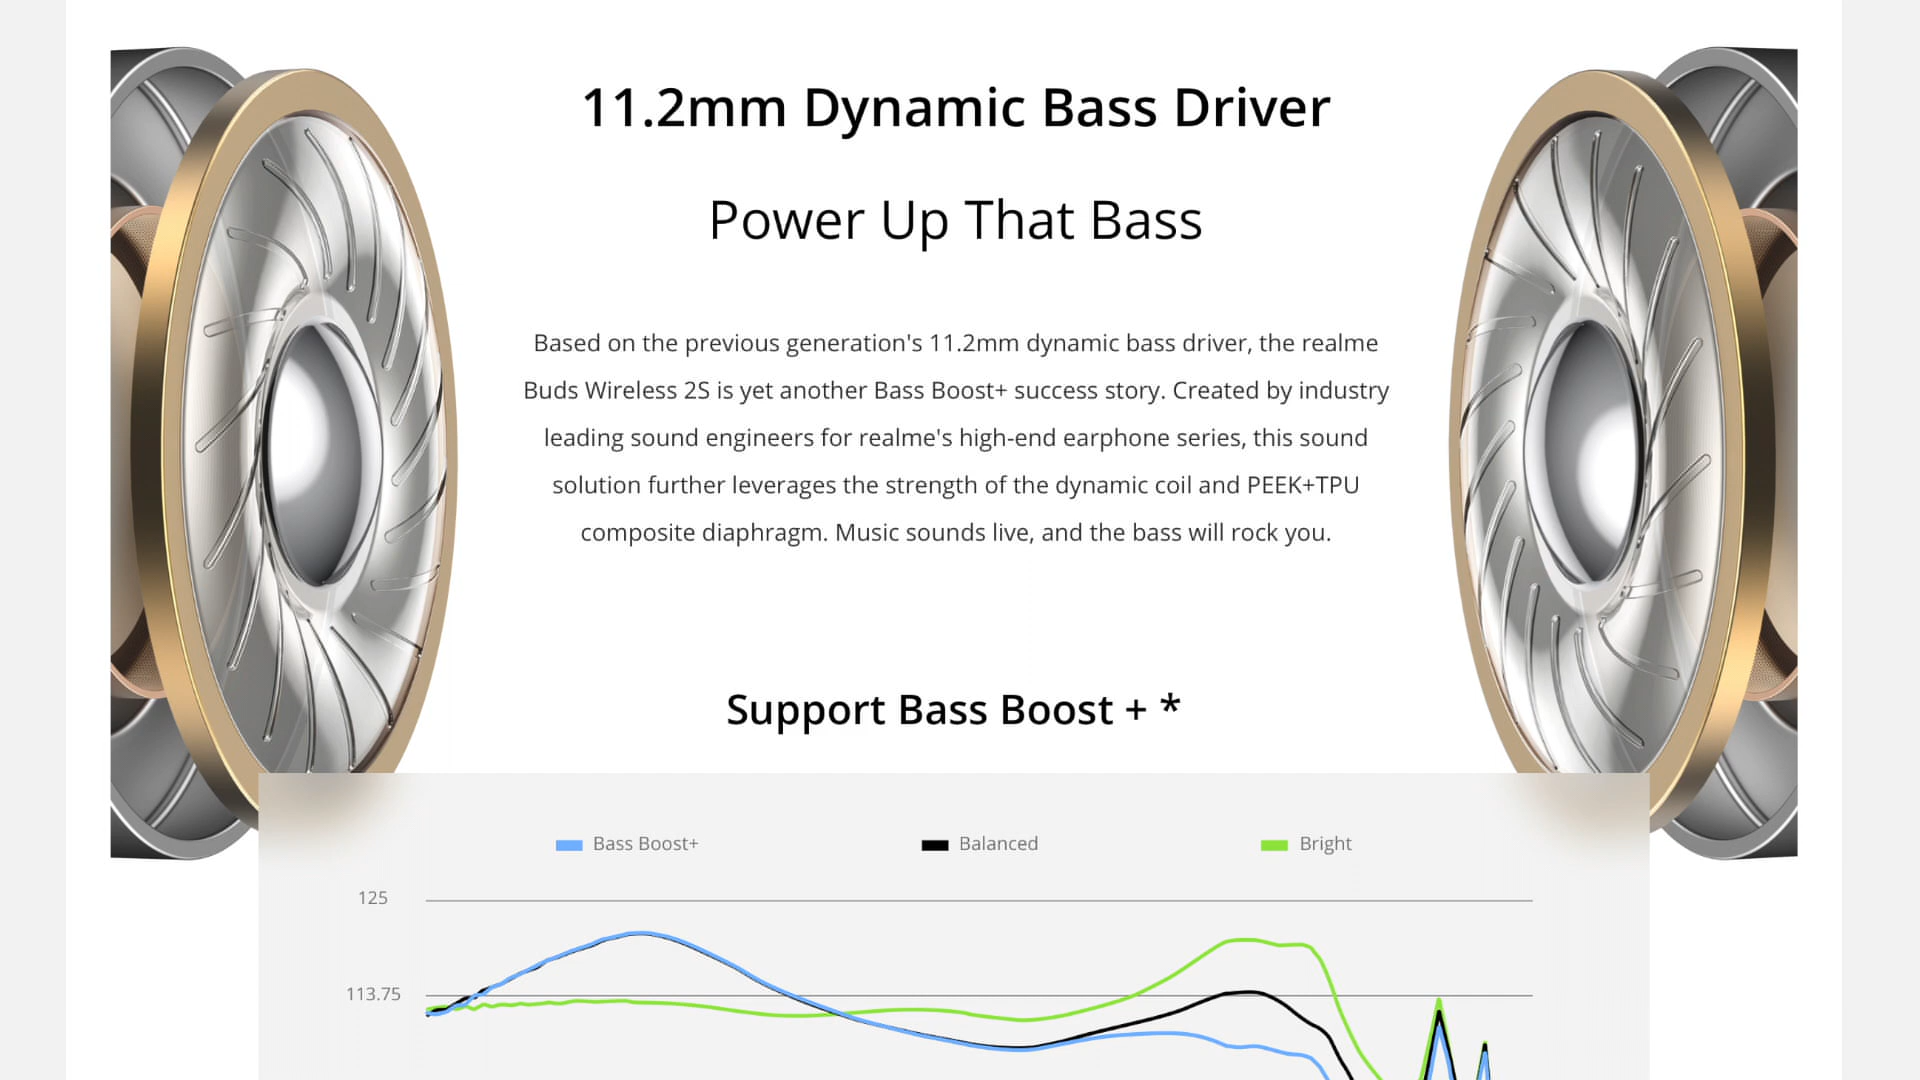 11.2mm Dynamic Bass Driver
Power Up That Bass
Based on the previous generation's 11.2mm dynamic bass driver, the realme
Buds Wireless 2S is yet another Bass Boost+ success story. Created by industry
leading sound engineers for realme's high-end earphone series, this sound
solution further leverages the strength of the dynamic coil and PEEK+TPU
composite diaphragm. Music sounds live, and the bass will rock you.
Support Bass Boost + *
Bass Boost+ Balanced Bright
125
113.75